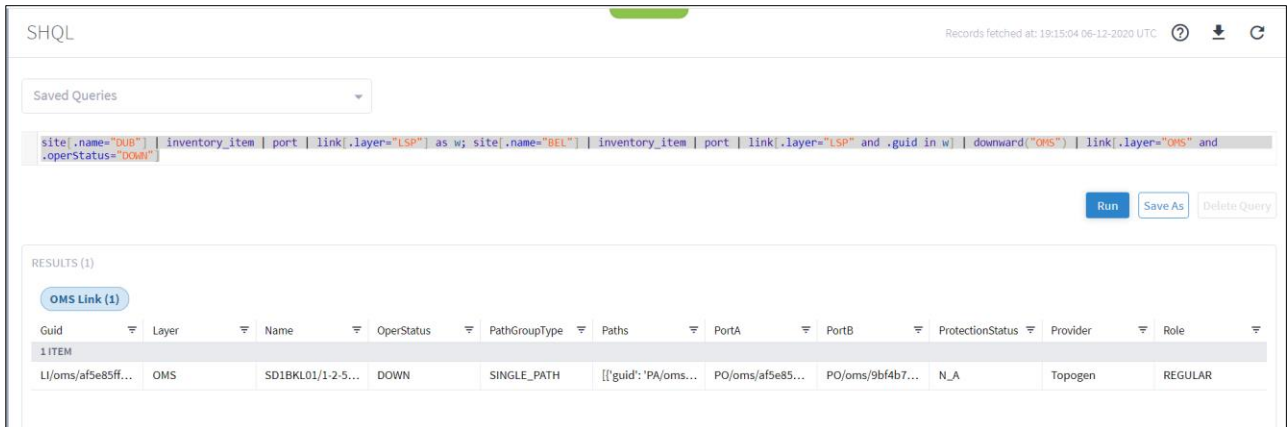 SHQL
Records fetched at: 19:15:04 06-12-2020 UTC
Saved Queries
site[.name="DUB"] | inventory_item | port | link[.layer="LSP"] as w; site[.name="BEL"] | inventory_item | port | link[.layer="LSP" and .guid in w] | downward("OMS") | link[.layer="OMS" and
.operStatus="DOWN"]
Run Save As Delete Query
RESULTS (1)
OMS Link (1)
Guid Layer Name OperStatus PathGroupType Paths PortA PortB ProtectionStatus Provider Role
1 ITEM
LI/oms/af5e85ff... OMS SD1BKL01/1-2-5... DOWN SINGLE_PATH [[{'guid': 'PA/oms... PO/oms/af5e85... PO/oms/9bf4b7... N_A Topogen REGULAR